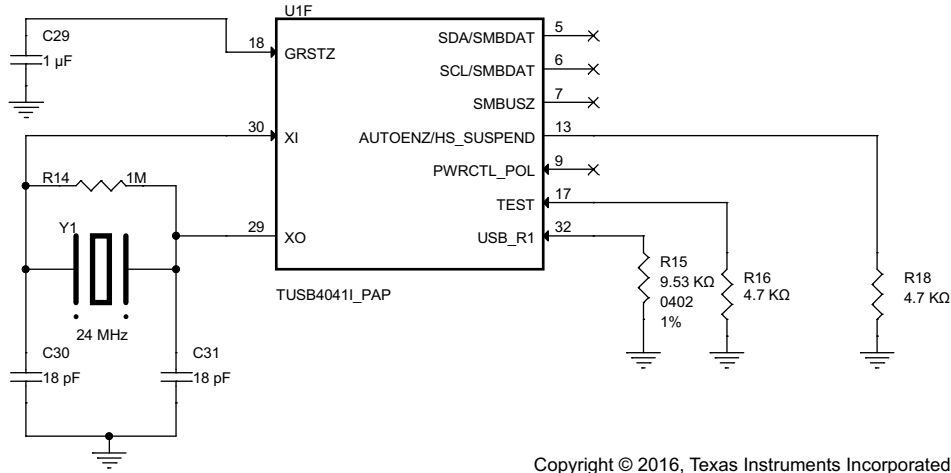 U1F
C29
1 µF
18
GRSTZ
SDA/SMBDAT
5
SCL/SMBDAT
6
SMBUSZ
7
30
XI
AUTOENZ/HS_SUSPEND
13
PWRCTL_POL
9
R14
1M
TEST
17
Y1
29
XO
USB_R1
32
TUSB4041I_PAP
24 MHz
R15
9.53 KΩ
0402
1%
R16
4.7 KΩ
R18
4.7 KΩ
C30
18 pF
C31
18 pF
Copyright © 2016, Texas Instruments Incorporated